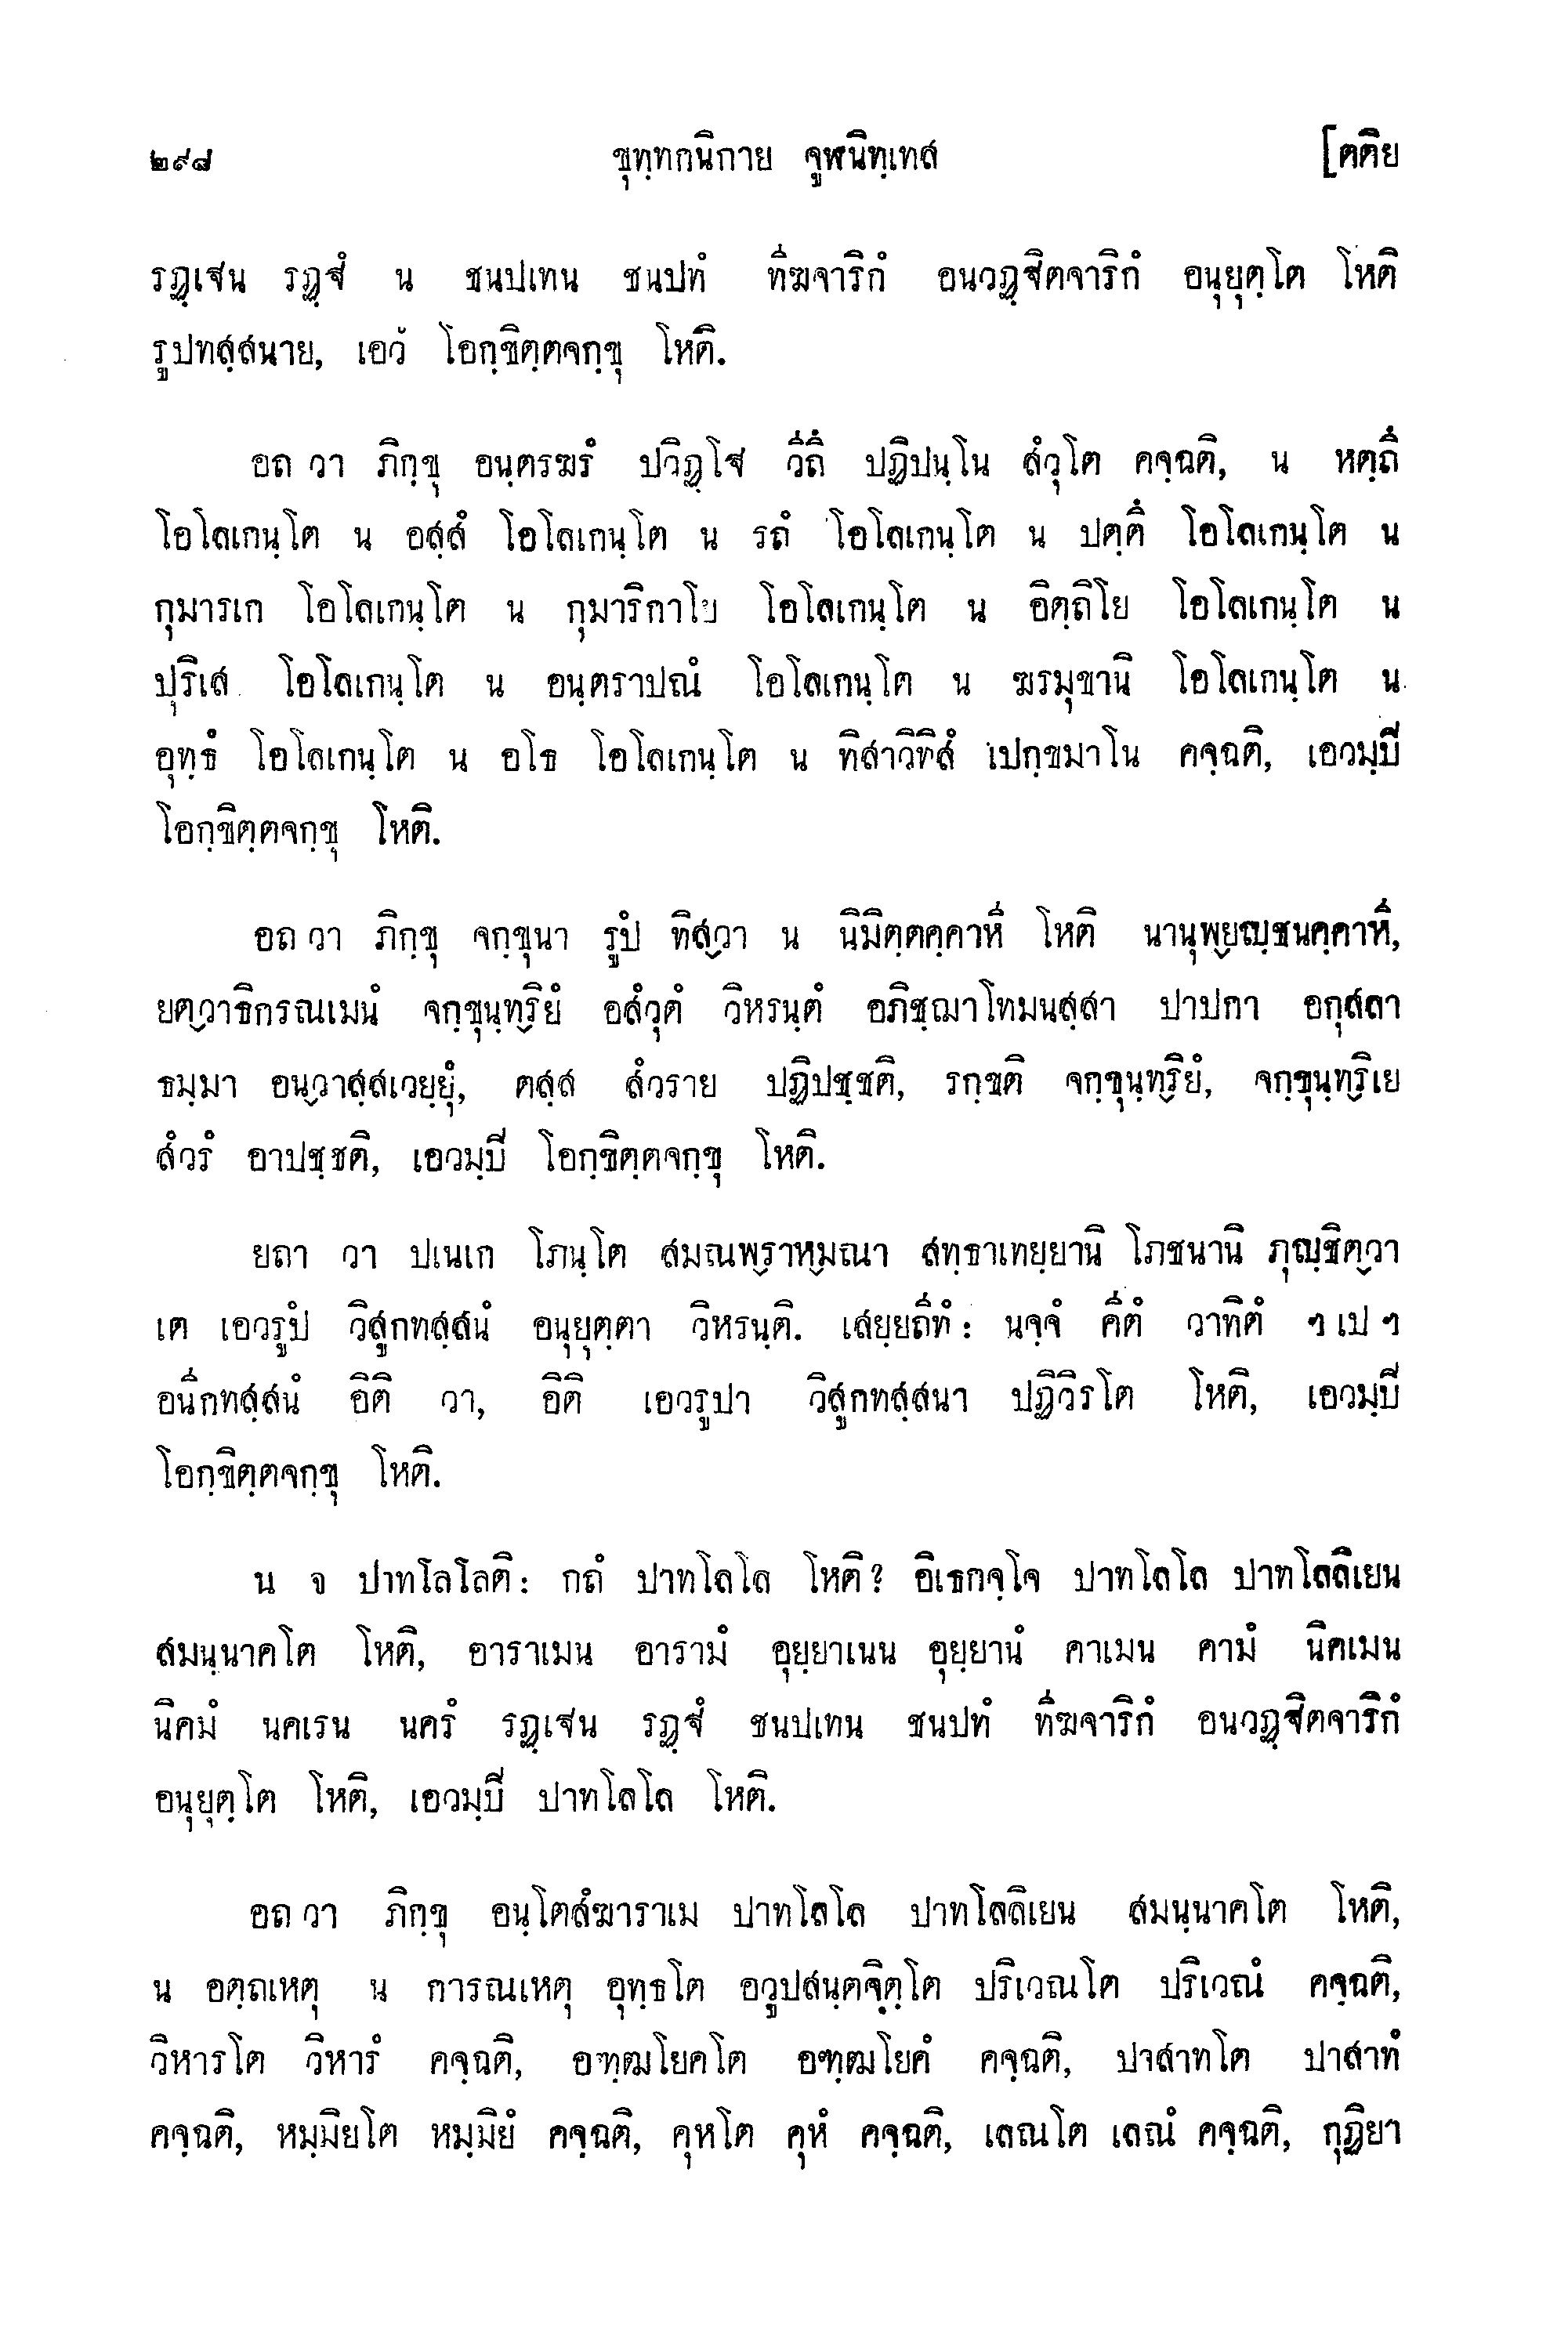 ๒๙๘ ขุทฺทกนิกาย จูฬนิทฺเทส [ตติย
รฏฺเฐน รฏฺฐํ น ชนปเทน ชนปทํ ทีฆจาริกํ อนวฏฺฐิตจาริกํ อนุยุตฺโต โหติ
รูปทสฺสนาย, เอวํ โอกฺขิตฺตจกฺขุ โหติ.
อถ วา ภิกฺขุ อนฺตรฆรํ ปวิฏฺโฐ วีถึ ปฏิปนฺโน สํวุโต คจฺฉติ, น หตฺถึ
โอโลเกนฺโต น อสฺสํ โอโลเกนฺโต น รถํ โอโลเกนฺโต น ปตฺตึ โอโลเกนฺโต น
กุมารเก โอโลเกนฺโต น กุมาริกาโย โอโลเกนฺโต น อิตฺถิโย โอโลเกนฺโต น
ปุริเส โอโลเกนฺโต น อนฺตราปณํ โอโลเกนฺโต น ฆรมุขานิ โอโลเกนฺโต น
อุทฺธํ โอโลเกนฺโต น อโธ โอโลเกนฺโต น ทิสาวิทิสํ เปกฺขมาโน คจฺฉติ, เอวมฺปิ
โอกฺขิตฺตจกฺขุ โหติ.
อถ วา ภิกฺขุ จกฺขุนา รูปํ ทิสฺวา น นิมิตฺตคฺคาหี โหติ นานุพฺยญฺชนคฺคาหี,
ยตฺวาธิกรณเมนํ จกฺขุนฺทฺริยํ อสํวุตํ วิหรนฺตํ อภิชฺฌาโทมนสฺสา ปาปกา อกุสลา
ธมฺมา อนฺวาสฺสเวยฺยุํ, ตสฺส สํวราย ปฏิปชฺชติ, รกฺขติ จกฺขุนฺทฺริยํ, จกฺขุนฺทฺริเย
สํวรํ อาปชฺชติ, เอวมฺปิ โอกฺขิตฺตจกฺขุ โหติ.
ยถา วา ปเนเก โภนฺโต สมณพฺราหฺมณา สทฺธาเทยฺยานิ โภชนานิ ภุญฺชิตฺวา
เต เอวรูปํ วิสูกทสฺสนํ อนุยุตฺตา วิหรนฺติ. เสยฺยถีทํ: นจฺจํ คีตํ วาทิตํ ฯ เป ฯ
อนีกทสฺสนํ อิติ วา, อิติ เอวรูปา วิสูกทสฺสนา ปฏิวิรโต โหติ, เอวมฺปิ
โอกฺขิตฺตจกฺขุ โหติ.
น จ ปาทโลโลติ: กถํ ปาทโลโล โหติ? อิเธกจฺโจ ปาทโลโล ปาทโลลิเยน
สมนฺนาคโต โหติ, อาราเมน อารามํ อุยฺยาเนน อุยฺยานํ คาเมน คามํ นิคเมน
นิคมํ นคเรน นครํ รฏฺเฐน รฏฺฐํ ชนปเทน ชนปทํ ทีฆจาริกํ อนวฏฺฐิตจาริกํ
อนุยุตฺโต โหติ, เอวมฺปิ ปาทโลโล โหติ.
อถ วา ภิกฺขุ อนฺโตสํฆาราเม ปาทโลโล ปาทโลลิเยน สมนฺนาคโต โหติ,
น อตฺถเหตุ น การณเหตุ อุทฺธโต อวูปสนฺตจิตฺโต ปริเวณโต ปริเวณํ คจฺฉติ,
วิหารโต วิหารํ คจฺฉติ, อฑฺฒโยคโต อฑฺฒโยคํ คจฺฉติ, ปาสาทโต ปาสาทํ
คจฺฉติ, หมฺมิยโต หมฺมิยํ คจฺฉติ, คุหโต คุหํ คจฺฉติ, เลณโต เลณํ คจฺฉติ, กุฏิยา